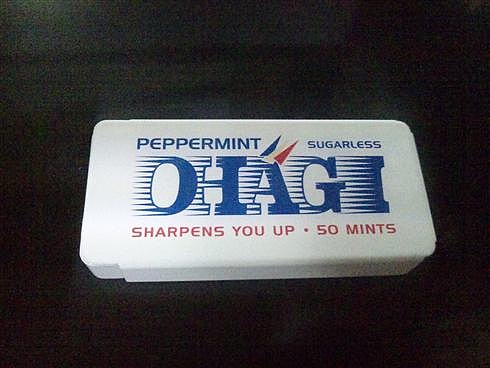 PEPPERMINT SUGARLESS
OHAGI
SHARPENS YOU UP • 50 MINTS